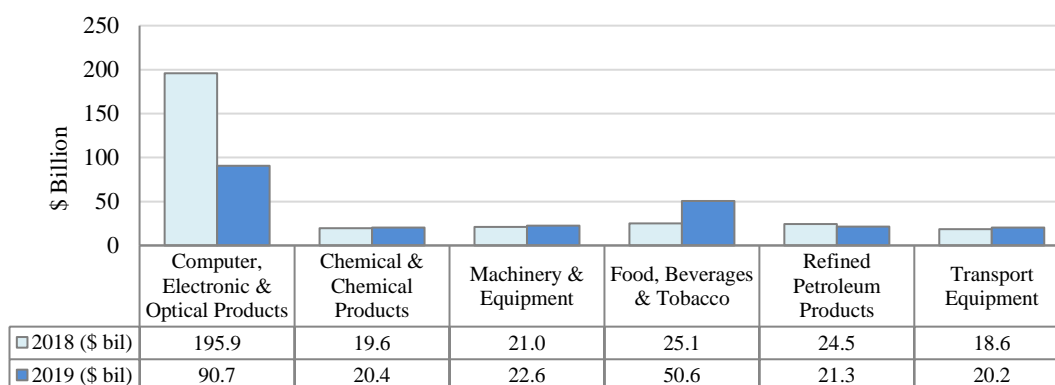 250
200
150
100
50
0
$ Billion
Computer,
Electronic &
Optical Products
Chemical &
Chemical
Products
Machinery &
Equipment
Food, Beverages
& Tobacco
Refined
Petroleum
Products
Transport
Equipment
2018 ($ bil) 195.9 19.6 21.0 25.1 24.5 18.6
2019 ($ bil) 90.7 20.4 22.6 50.6 21.3 20.2